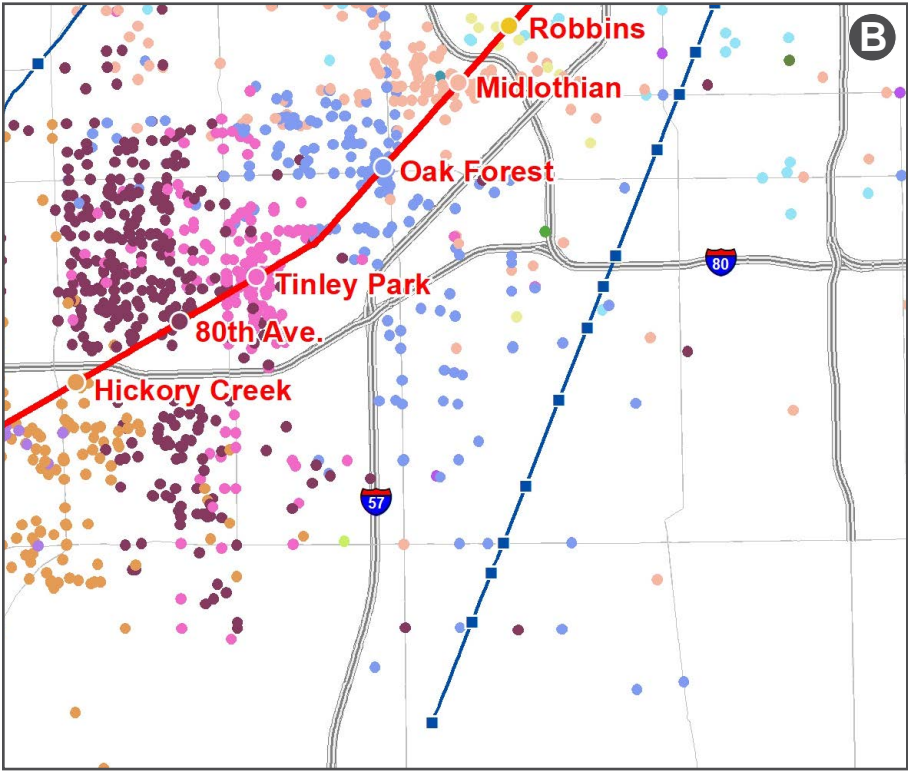 B
Robbins
Midlothian
Oak Forest
80
Tinley Park
80th Ave.
Hickory Creek
57